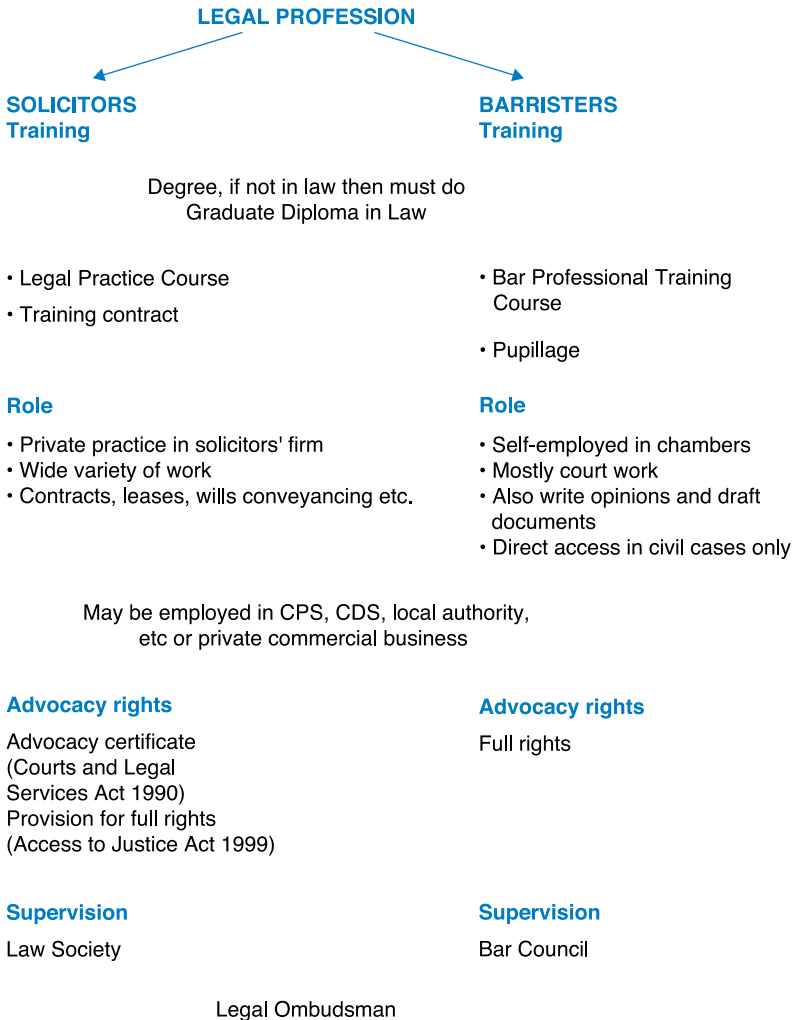 LEGAL PROFESSION
SOLICITORS
Training
BARRISTERS
Training
Degree, if not in law then must do
Graduate Diploma in Law
• Legal Practice Course
• Training contract
• Bar Professional Training
Course
• Pupillage
Role
• Private practice in solicitors' firm
• Wide variety of work
• Contracts, leases, wills conveyancing etc.
Role
• Self-employed in chambers
• Mostly court work
• Also write opinions and draft
documents
• Direct access in civil cases only
May be employed in CPS, CDS, local authority,
etc or private commercial business
Advocacy rights
Advocacy certificate
(Courts and Legal
Services Act 1990)
Provision for full rights
(Access to Justice Act 1999)
Advocacy rights
Full rights
Supervision
Law Society
Supervision
Bar Council
Legal Ombudsman